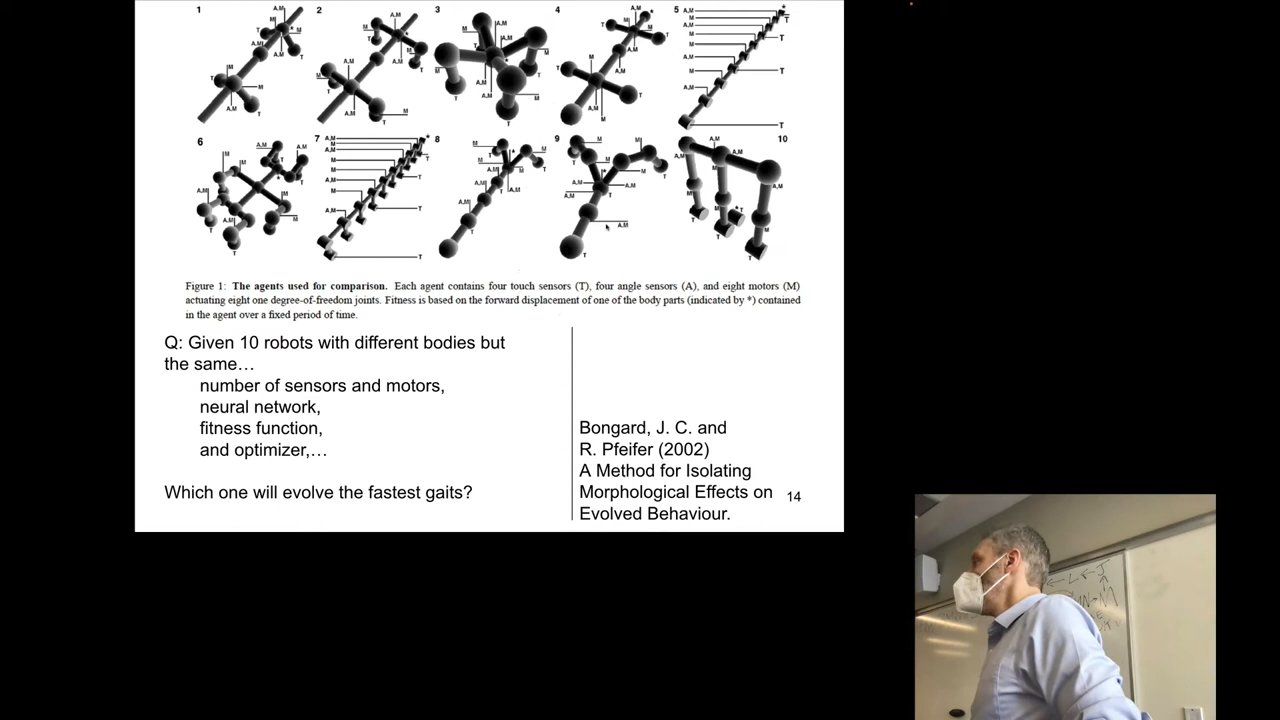 1 2 3 4 5
6 7 8 9 10
Figure 1: The agents used for comparison. Each agent contains four touch sensors (T), four angle sensors (A), and eight motors (M)
actuating eight one degree-of-freedom joints. Fitness is based on the forward displacement of one of the body parts (indicated by *) contained
in the agent over a fixed period of time.
Q: Given 10 robots with different bodies but
the same…
number of sensors and motors,
neural network,
fitness function,
and optimizer,…
Which one will evolve the fastest gaits?
Bongard, J. C. and
R. Pfeifer (2002)
A Method for Isolating
Morphological Effects on
Evolved Behaviour.
14